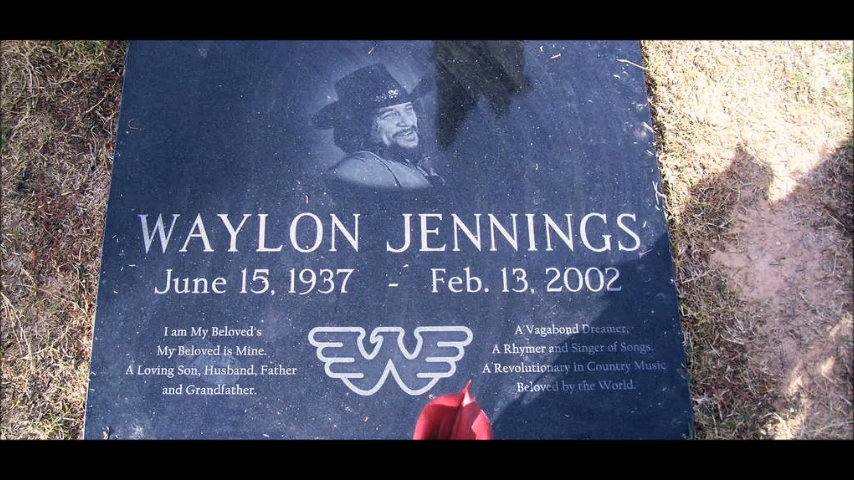 WAYLON JENNINGS
June 15, 1937 - Feb. 13, 2002
I am My Beloved's
My Beloved is Mine.
A Loving Son, Husband, Father
and Grandfather.
A Vagabond Dreamer,
A Rhymer and Singer of Songs.
A Revolutionary in Country Music
Beloved by the World.